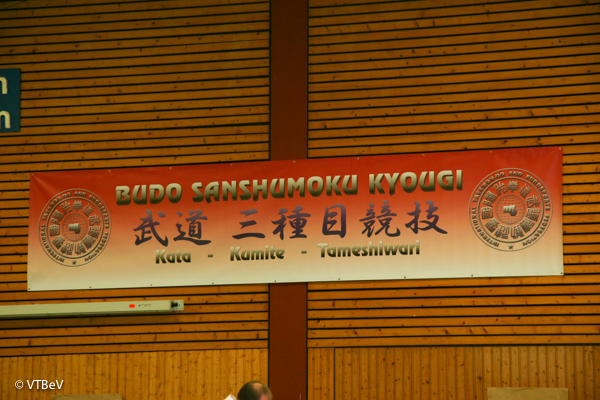 BUDO SANSHUMOKU KYOUGI
武道 三種目競技
Kata - Kumite - Tameshiwari
© VTBeV